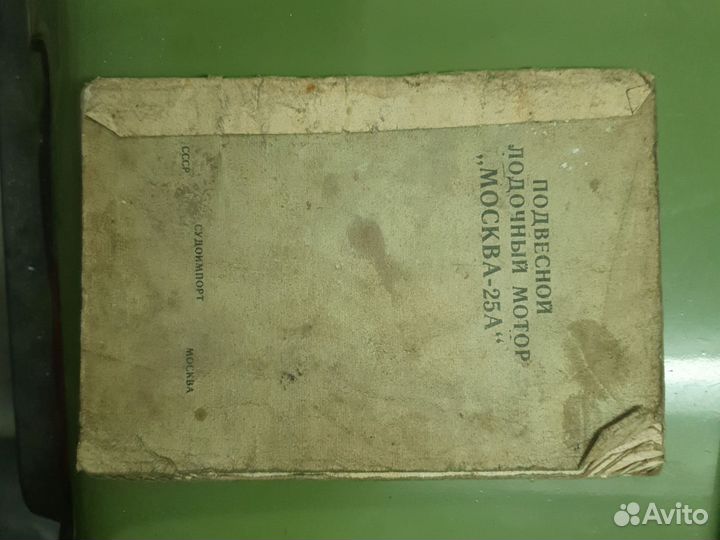 ПОДВЕСНОЙ
ЛОДОЧНЫЙ МОТОР
„МОСКВА-25А“
СССР СУДОИМПОРТ МОСКВА
Avito